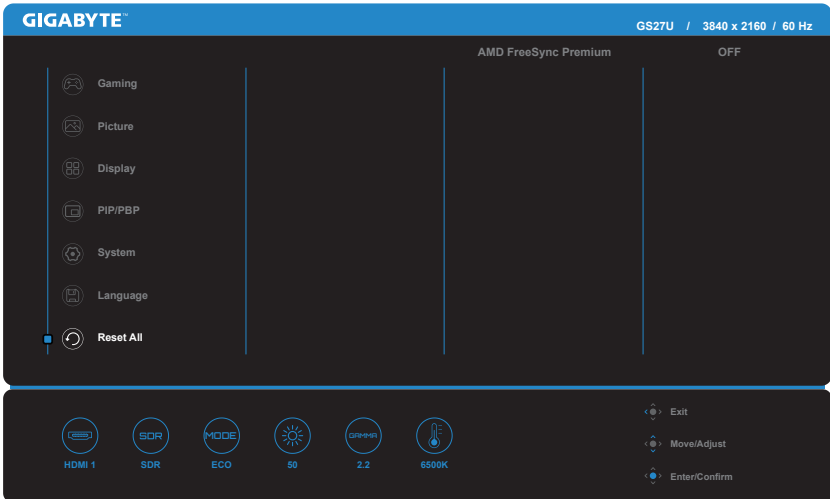 GIGABYTE™
GS27U / 3840 x 2160 / 60 Hz
AMD FreeSync Premium OFF
Gaming
Picture
Display
PIP/PBP
System
Language
Reset All
SDR MODE GAMMA
HDMI 1 SDR ECO 50 2.2 6500K
Exit
Move/Adjust
Enter/Confirm